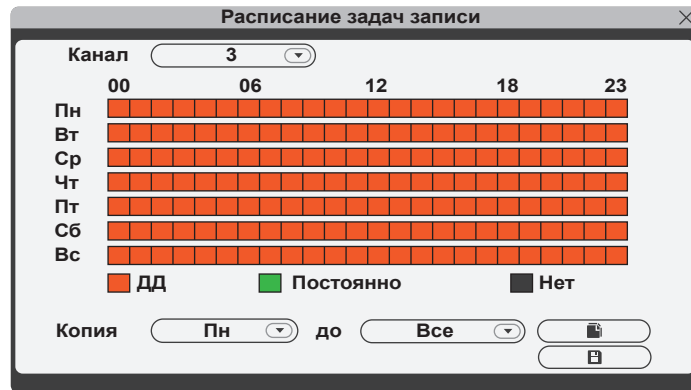 Расписание задач записи
Канал 3
00 06 12 18 23
Пн
Вт
Ср
Чт
Пт
Сб
Вс
ДД Постоянно Нет
Копия Пн до Все